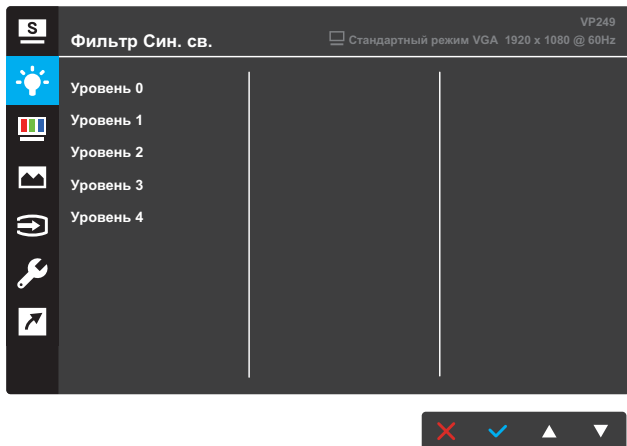 S
VP249
Фильтр Син. св.
Стандартный режим VGA 1920 x 1080 @ 60Hz
Уровень 0
Уровень 1
Уровень 2
Уровень 3
Уровень 4